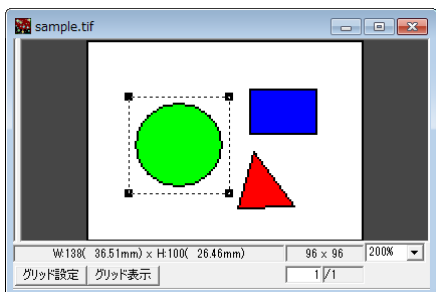 sample.tif
W:138( 36.51mm) × H:100( 26.46mm) 96 × 96 200%
グリッド設定 グリッド表示 1 /1